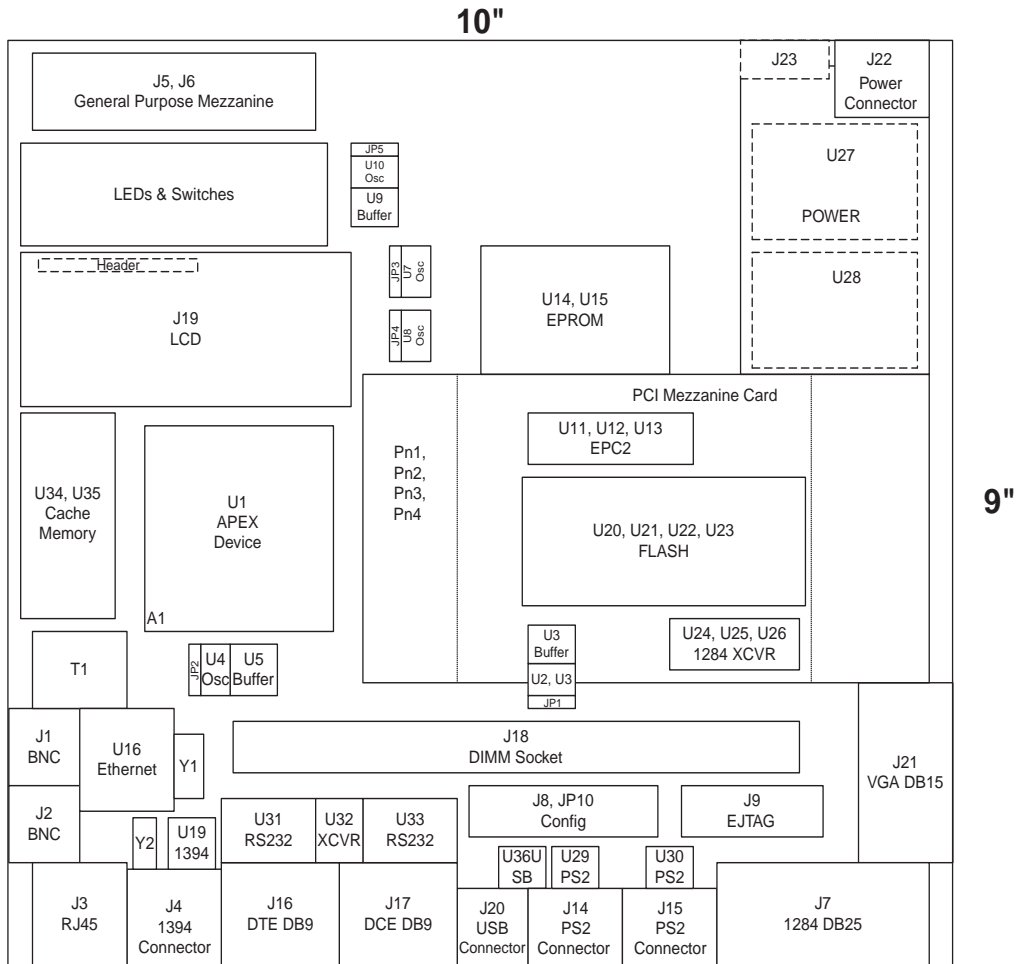 10"
J5, J6
General Purpose Mezzanine
J23
J22
Power
Connector
JP5
U10
Osc
U9
Buffer
LEDs & Switches
U27
POWER
Header
J19
LCD
JP3
U7
Osc
JP4
U8
Osc
U14, U15
EPROM
U28
PCI Mezzanine Card
U11, U12, U13
EPC2
Pn1,
Pn2,
Pn3,
Pn4
U34, U35
Cache
Memory
U1
APEX
Device
A1
9"
U20, U21, U22, U23
FLASH
U3
Buffer
U2, U3
JP1
U24, U25, U26
1284 XCVR
T1
JP2
U4
Osc
U5
Buffer
J1
BNC
U16
Ethernet
Y1
J18
DIMM Socket
J21
VGA DB15
J2
BNC
Y2
U19
1394
U31
RS232
U32
XCVR
U33
RS232
J8, JP10
Config
J9
EJTAG
U36U
SB
U29
PS2
U30
PS2
J3
RJ45
J4
1394
Connector
J16
DTE DB9
J17
DCE DB9
J20
USB
Connector
J14
PS2
Connector
J15
PS2
Connector
J7
1284 DB25